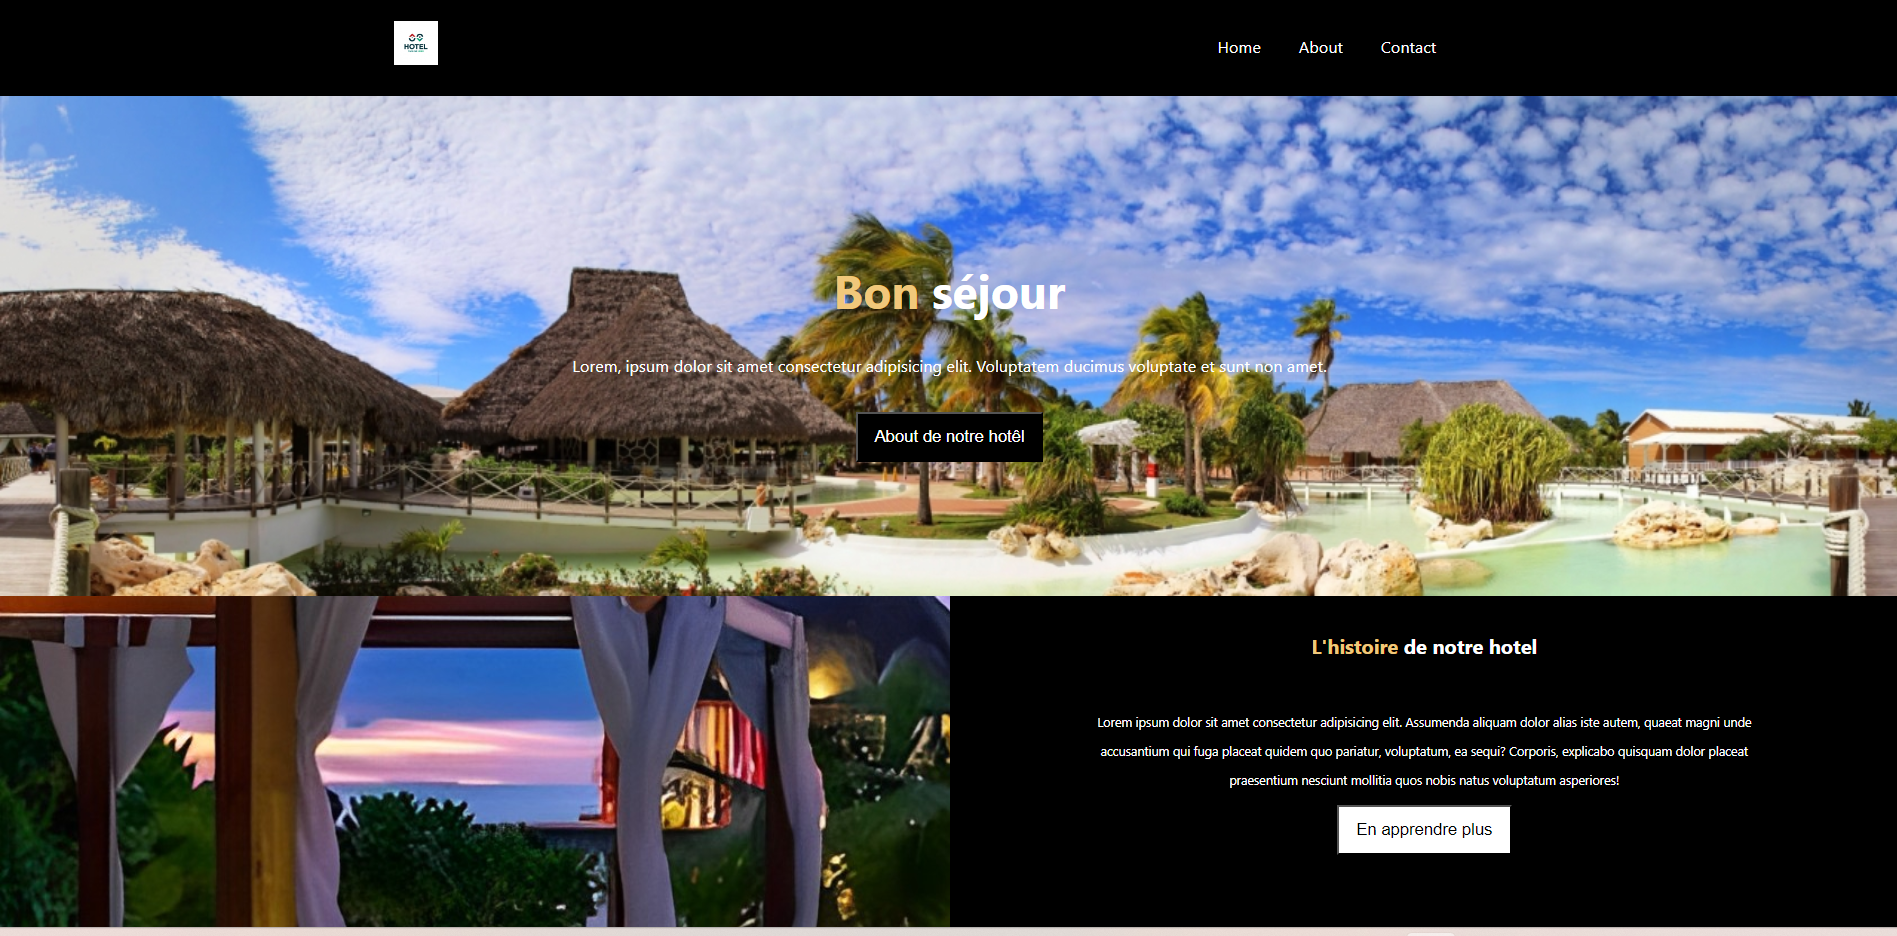 HOTEL
Home About Contact
Bon séjour
Lorem, ipsum dolor sit amet consectetur adipisicing elit. Voluptatem ducimus voluptate et sunt non amet.
About de notre hotêl
L'histoire de notre hotel
Lorem ipsum dolor sit amet consectetur adipisicing elit. Assumenda aliquam dolor alias iste autem, quaeat magni unde
accusantium qui fuga placeat quidem quo pariatur, voluptatum, ea sequi? Corporis, explicabo quisquam dolor placeat
praesentium nesciunt mollitia quos nobis natus voluptatum asperiores!
En apprendre plus